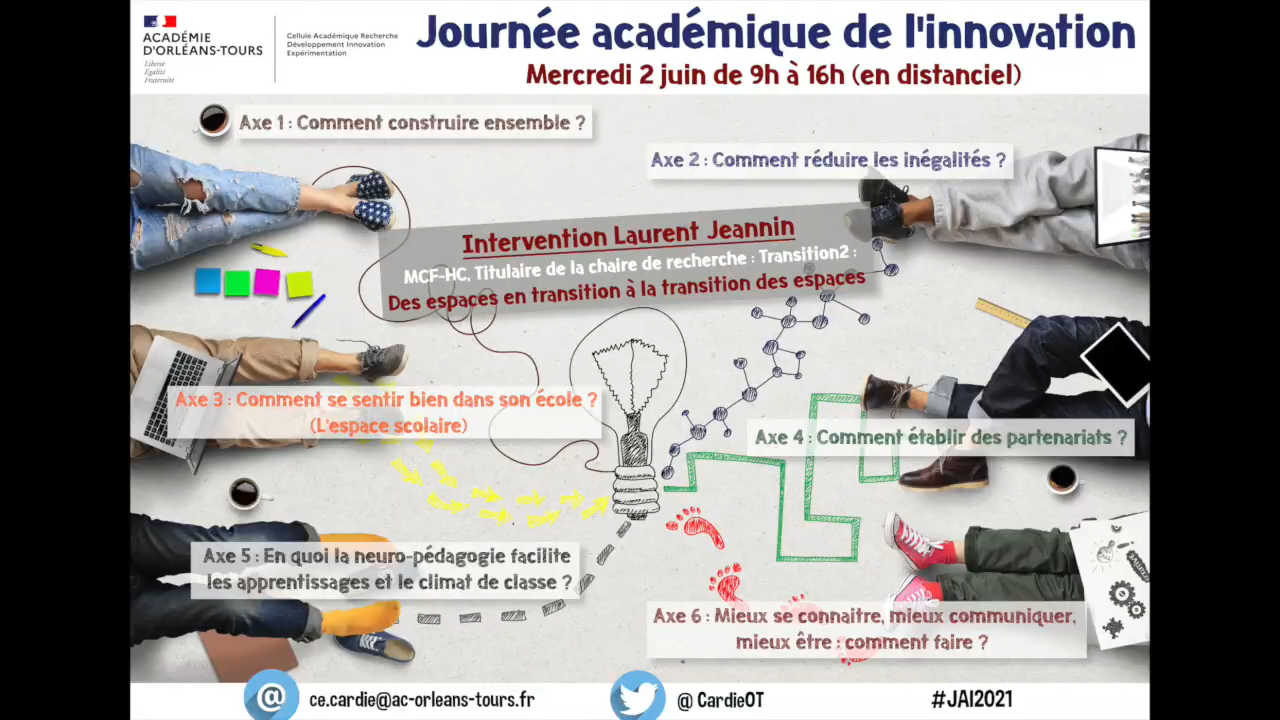 ACADÉMIE
D'ORLÉANS-TOURS
Liberté
Égalité
Fraternité
Cellule Académique Recherche
Développement Innovation
Expérimentation
Journée académique de l'innovation
Mercredi 2 juin de 9h à 16h (en distanciel)
Axe 1 : Comment construire ensemble ?
Axe 2 : Comment réduire les inégalités ?
Intervention Laurent Jeannin
MCF-HC, Titulaire de la chaire de recherche : Transition2 :
Des espaces en transition à la transition des espaces
Axe 3 : Comment se sentir bien dans son école ?
(L'espace scolaire)
Axe 4 : Comment établir des partenariats ?
Axe 5 : En quoi la neuro-pédagogie facilite
les apprentissages et le climat de classe ?
Axe 6 : Mieux se connaitre, mieux communiquer,
mieux être : comment faire ?
@
ce.cardie@ac-orleans-tours.fr
@ CardieOT
#JAI2021